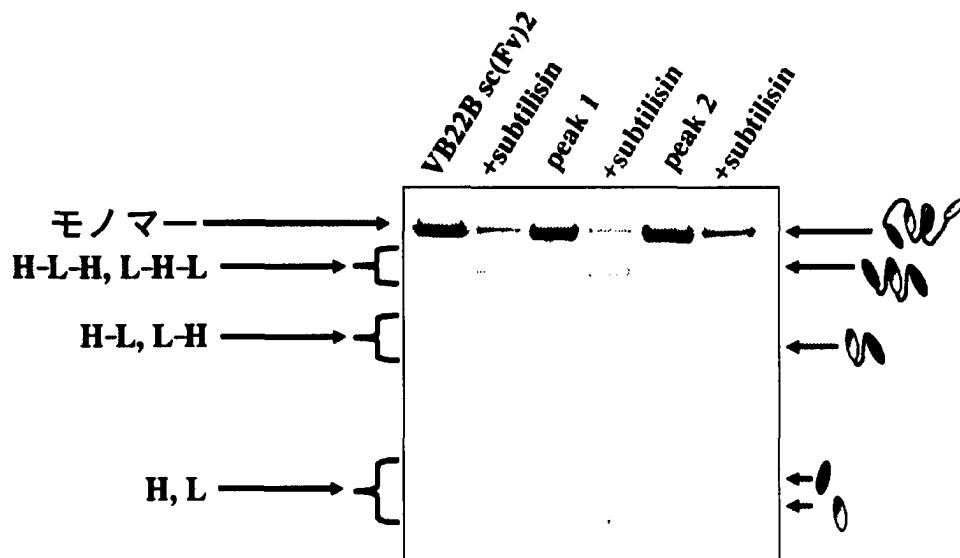 VB22B sc(Fv)2
+subtilisin
peak 1
+subtilisin
peak 2
+subtilisin
モノマー
H-L-H, L-H-L
H-L, L-H
H, L